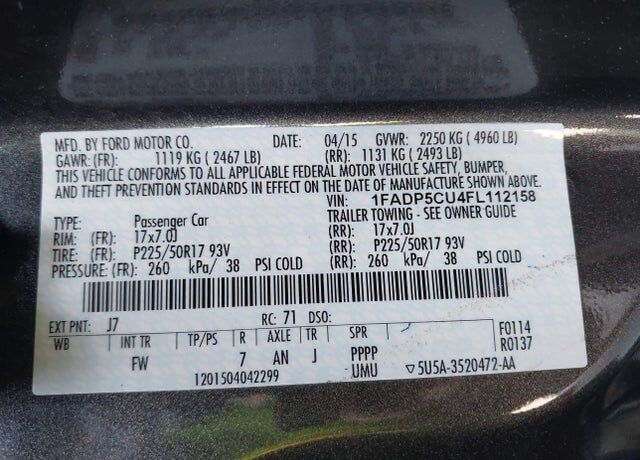 MFD. BY FORD MOTOR CO. DATE: 04/15 GVWR: 2250 KG ( 4960 LB)
GAWR: (FR): 1119 KG ( 2467 LB) (RR): 1131 KG ( 2493 LB)
THIS VEHICLE CONFORMS TO ALL APPLICABLE FEDERAL MOTOR VEHICLE SAFETY, BUMPER,
AND THEFT PREVENTION STANDARDS IN EFFECT ON THE DATE OF MANUFACTURE SHOWN ABOVE.
VIN: 1FADP5CU4FL112158
TYPE: Passenger Car TRAILER TOWING - SEE OWNER GUIDE
RIM: (FR): 17x7.0J (RR): 17x7.0J
TIRE: (FR): P225/50R17 93V (RR): P225/50R17 93V
PRESSURE: (FR): 260 kPa/ 38 PSI COLD (RR): 260 kPa/ 38 PSI COLD
EXT PNT: J7 RC: 71 DSO:
WB INT TR TP/PS R AXLE TR SPR F0114
FW 7 AN J PPPP R0137
1201504042299 UMU ▽5U5A-3520472-AA